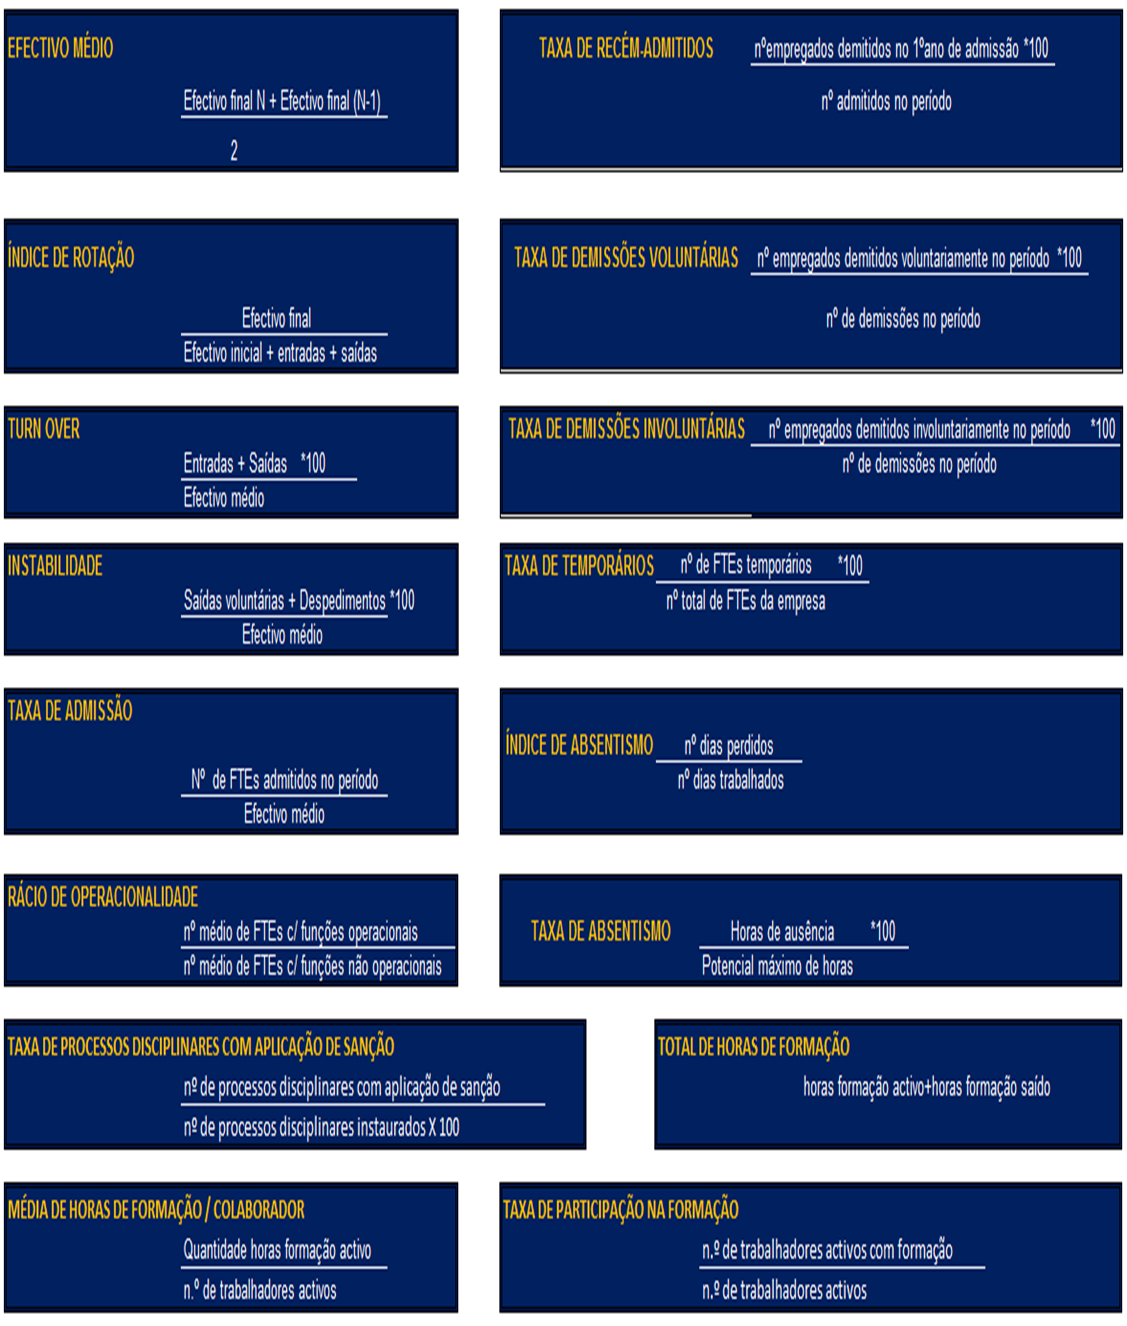 EFECTIVO MÉDIO
Efectivo final N + Efectivo final (N-1)
2
TAXA DE RECÉM-ADMITIDOS
nºempregados demitidos no 1ºano de admissão *100
nº admitidos no período
ÍNDICE DE ROTAÇÃO
Efectivo final
Efectivo inicial + entradas + saídas
TAXA DE DEMISSÕES VOLUNTÁRIAS
nº empregados demitidos voluntariamente no período *100
nº de demissões no período
TURN OVER
Entradas + Saídas *100
Efectivo médio
TAXA DE DEMISSÕES INVOLUNTÁRIAS
nº empregados demitidos involuntariamente no período *100
nº de demissões no período
INSTABILIDADE
Saídas voluntárias + Despedimentos *100
Efectivo médio
TAXA DE TEMPORÁRIOS
nº de FTEs temporários *100
nº total de FTEs da empresa
TAXA DE ADMISSÃO
Nº de FTEs admitidos no período
Efectivo médio
ÍNDICE DE ABSENTISMO
nº dias perdidos
nº dias trabalhados
RÁCIO DE OPERACIONALIDADE
nº médio de FTEs c/ funções operacionais
nº médio de FTEs c/ funções não operacionais
TAXA DE ABSENTISMO
Horas de ausência *100
Potencial máximo de horas
TAXA DE PROCESSOS DISCIPLINARES COM APLICAÇÃO DE SANÇÃO
nº de processos disciplinares com aplicação de sanção
nº de processos disciplinares instaurados X 100
TOTAL DE HORAS DE FORMAÇÃO
horas formação activo+horas formação saído
MÉDIA DE HORAS DE FORMAÇÃO / COLABORADOR
Quantidade horas formação activo
n.º de trabalhadores activos
TAXA DE PARTICIPAÇÃO NA FORMAÇÃO
n.º de trabalhadores activos com formação
n.º de trabalhadores activos